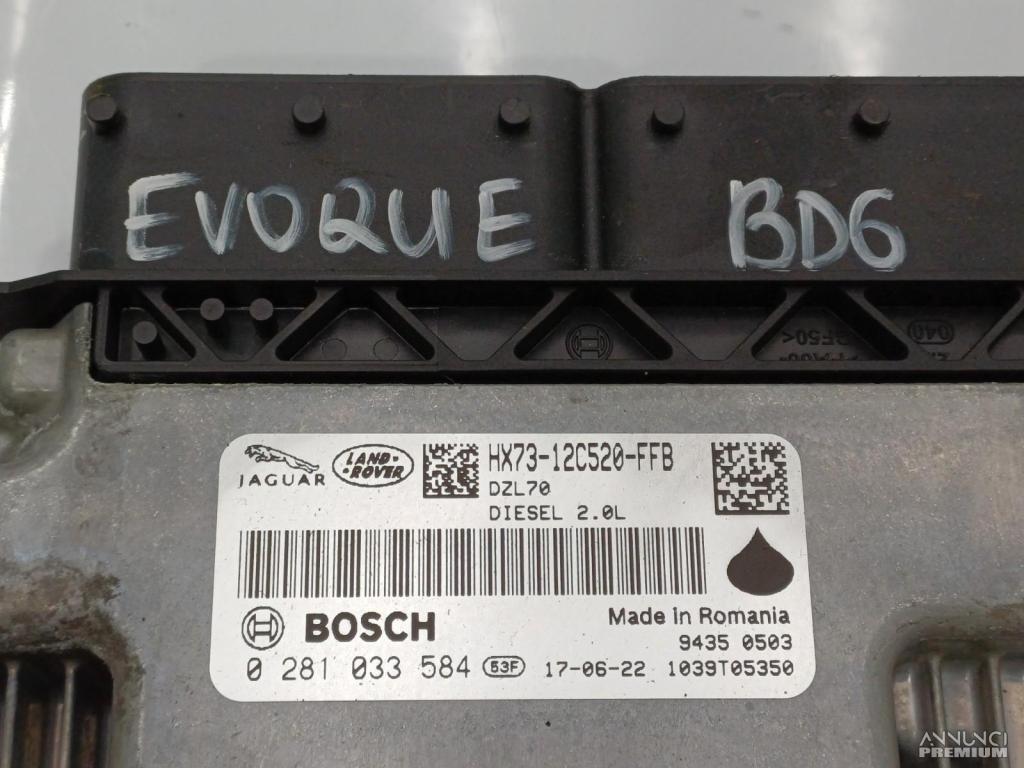 EVOQUE BD6
040
JAGUAR LAND-ROVER HX73-12C520-FFB
DZL70
DIESEL 2.0L
BOSCH Made in Romania
9435 0503
0 281 033 584 53F 17-06-22 1039T05350
ANNUNCI
PREMIUM